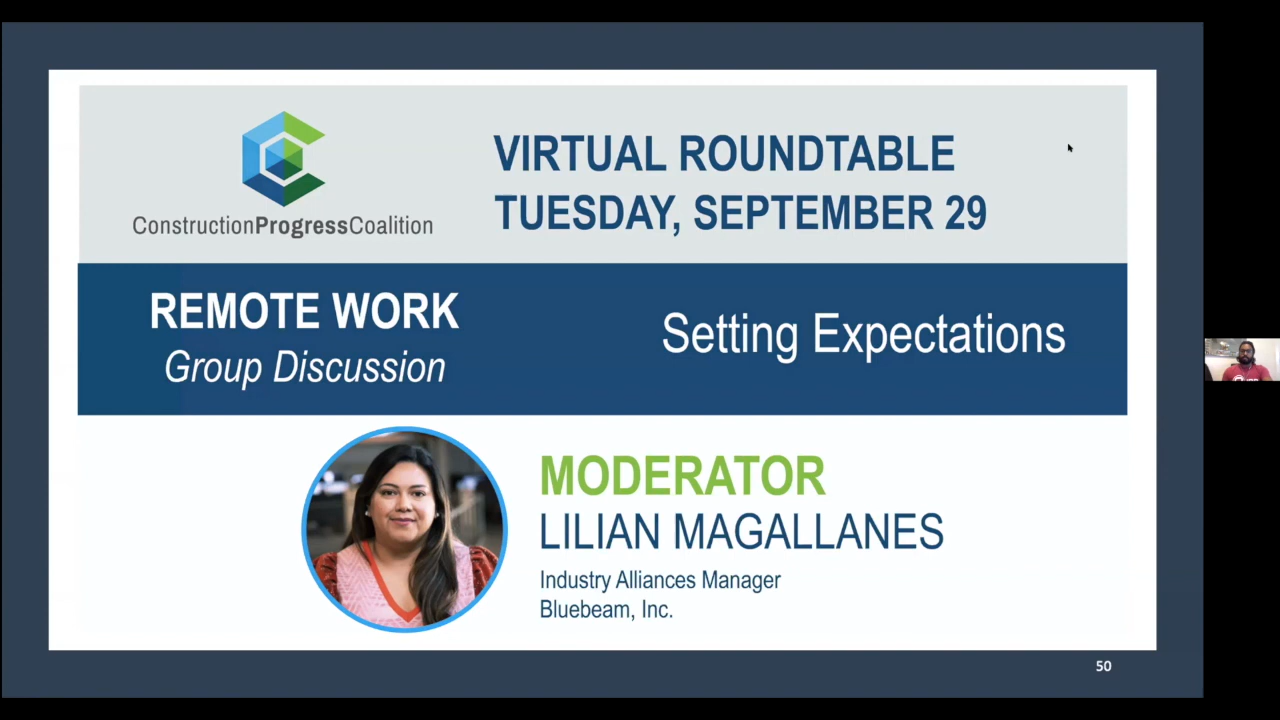 VIRTUAL ROUNDTABLE
TUESDAY, SEPTEMBER 29
ConstructionProgressCoalition
REMOTE WORK
Group Discussion
Setting Expectations
MODERATOR
LILIAN MAGALLANES
Industry Alliances Manager
Bluebeam, Inc.
50